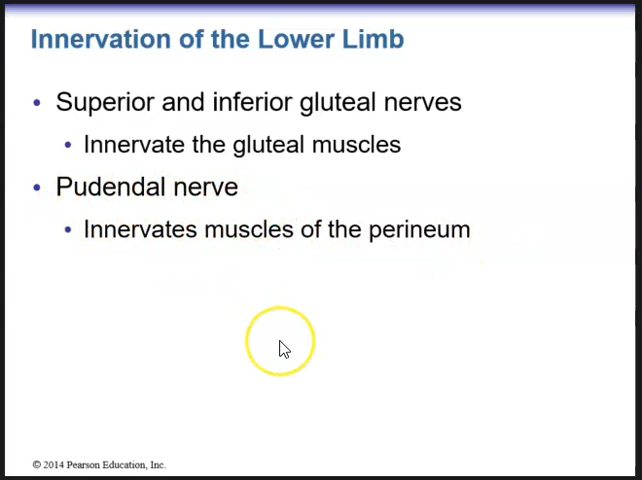 Innervation of the Lower Limb
• Superior and inferior gluteal nerves
• Innervate the gluteal muscles
• Pudendal nerve
• Innervates muscles of the perineum
© 2014 Pearson Education, Inc.